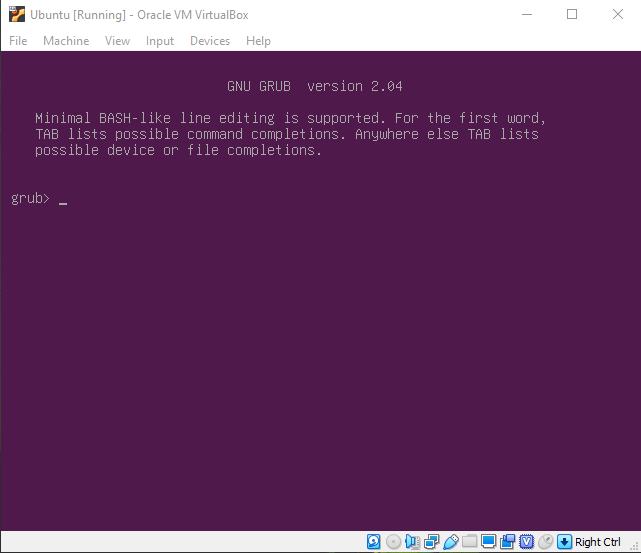 Ubuntu [Running] - Oracle VM VirtualBox
File Machine View Input Devices Help
GNU GRUB version 2.04
Minimal BASH-like line editing is supported. For the first word,
TAB lists possible command completions. Anywhere else TAB lists
possible device or file completions.
grub> _
Right Ctrl